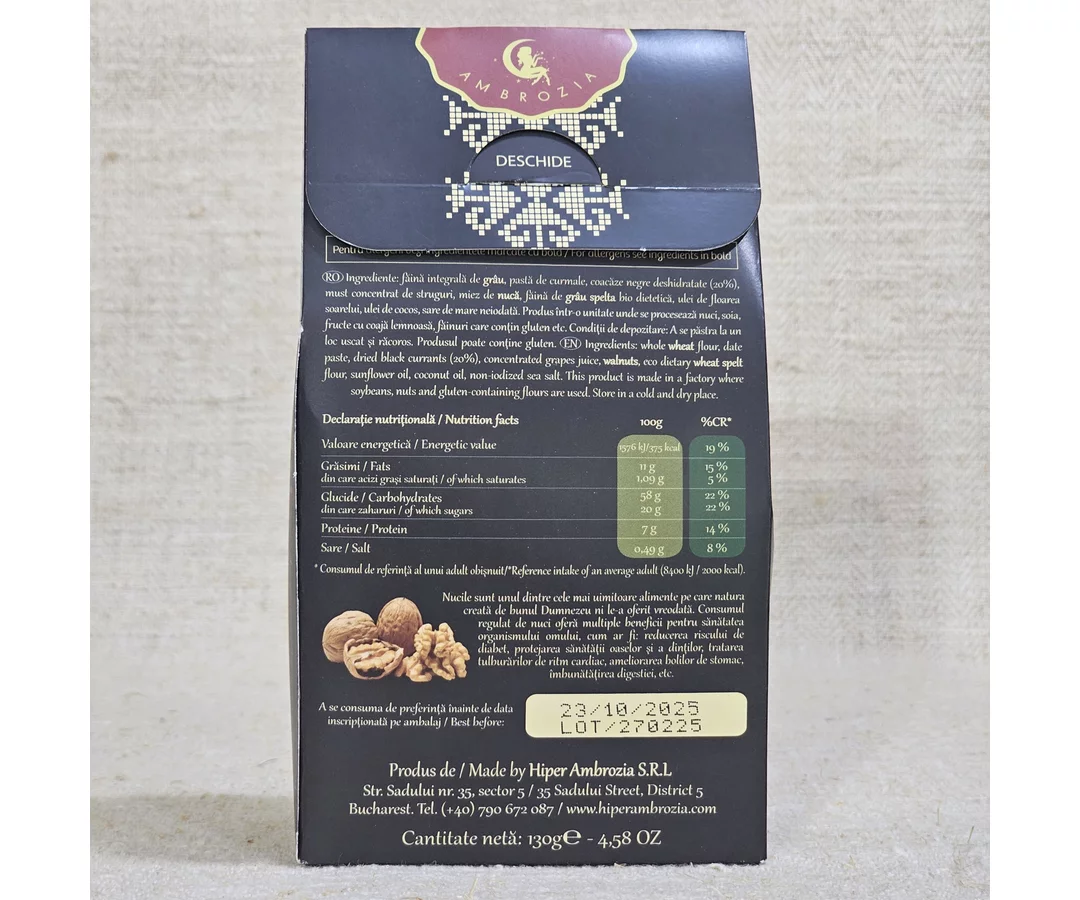 AMBROZIA
DESCHIDE
Pentru alergeni vezi ingredientele marcate cu bold / For allergens see ingredients in bold
RO Ingrediente: făină integrală de grâu, pastă de curmale, coacăze negre deshidratate (20%),
must concentrat de struguri, miez de nucă, făină de grâu spelta bio dietetică, ulei de floarea
soarelui, ulei de cocos, sare de mare neiodată. Produs într-o unitate unde se procesează nuci, soia,
fructe cu coajă lemnoasă, făinuri care conțin gluten etc. Condiții de depozitare: A se păstra la un
loc uscat și răcoros. Produsul poate conține gluten. EN Ingredients: whole wheat flour, date
paste, dried black currants (20%), concentrated grapes juice, walnuts, eco dietary wheat spelt
flour, sunflower oil, coconut oil, non-iodized sea salt. This product is made in a factory where
soybeans, nuts and gluten-containing flours are used. Store in a cold and dry place.
Declarație nutrițională / Nutrition facts 100g %CR*
Valoare energetică / Energetic value 1576 kJ/375 kcal 19 %
Grăsimi / Fats 11 g 15 %
din care acizi grași saturați / of which saturates 1,09 g 5 %
Glucide / Carbohydrates 58 g 22 %
din care zaharuri / of which sugars 20 g 22 %
Proteine / Protein 7 g 14 %
Sare / Salt 0,49 g 8 %
* Consumul de referință al unui adult obișnuit/*Reference intake of an average adult (8400 kJ / 2000 kcal).
Nucile sunt unul dintre cele mai uimitoare alimente pe care natura
creată de bunul Dumnezeu ni le-a oferit vreodată. Consumul
regulat de nuci oferă multiple beneficii pentru sănătatea
organismului omului, cum ar fi: reducerea riscului de
diabet, protejarea sănătății oaselor și a dinților, tratarea
tulburărilor de ritm cardiac, ameliorarea bolilor de stomac,
îmbunătățirea digestiei, etc.
A se consuma de preferință înainte de data
inscripționată pe ambalaj / Best before:
23/10/2025
LOT/270225
Produs de / Made by Hiper Ambrozia S.R.L
Str. Sadului nr. 35, sector 5 / 35 Sadului Street, District 5
Bucharest. Tel. (+40) 790 672 087 / www.hiperambrozia.com
Cantitate netă: 130g℮ - 4,58 OZ